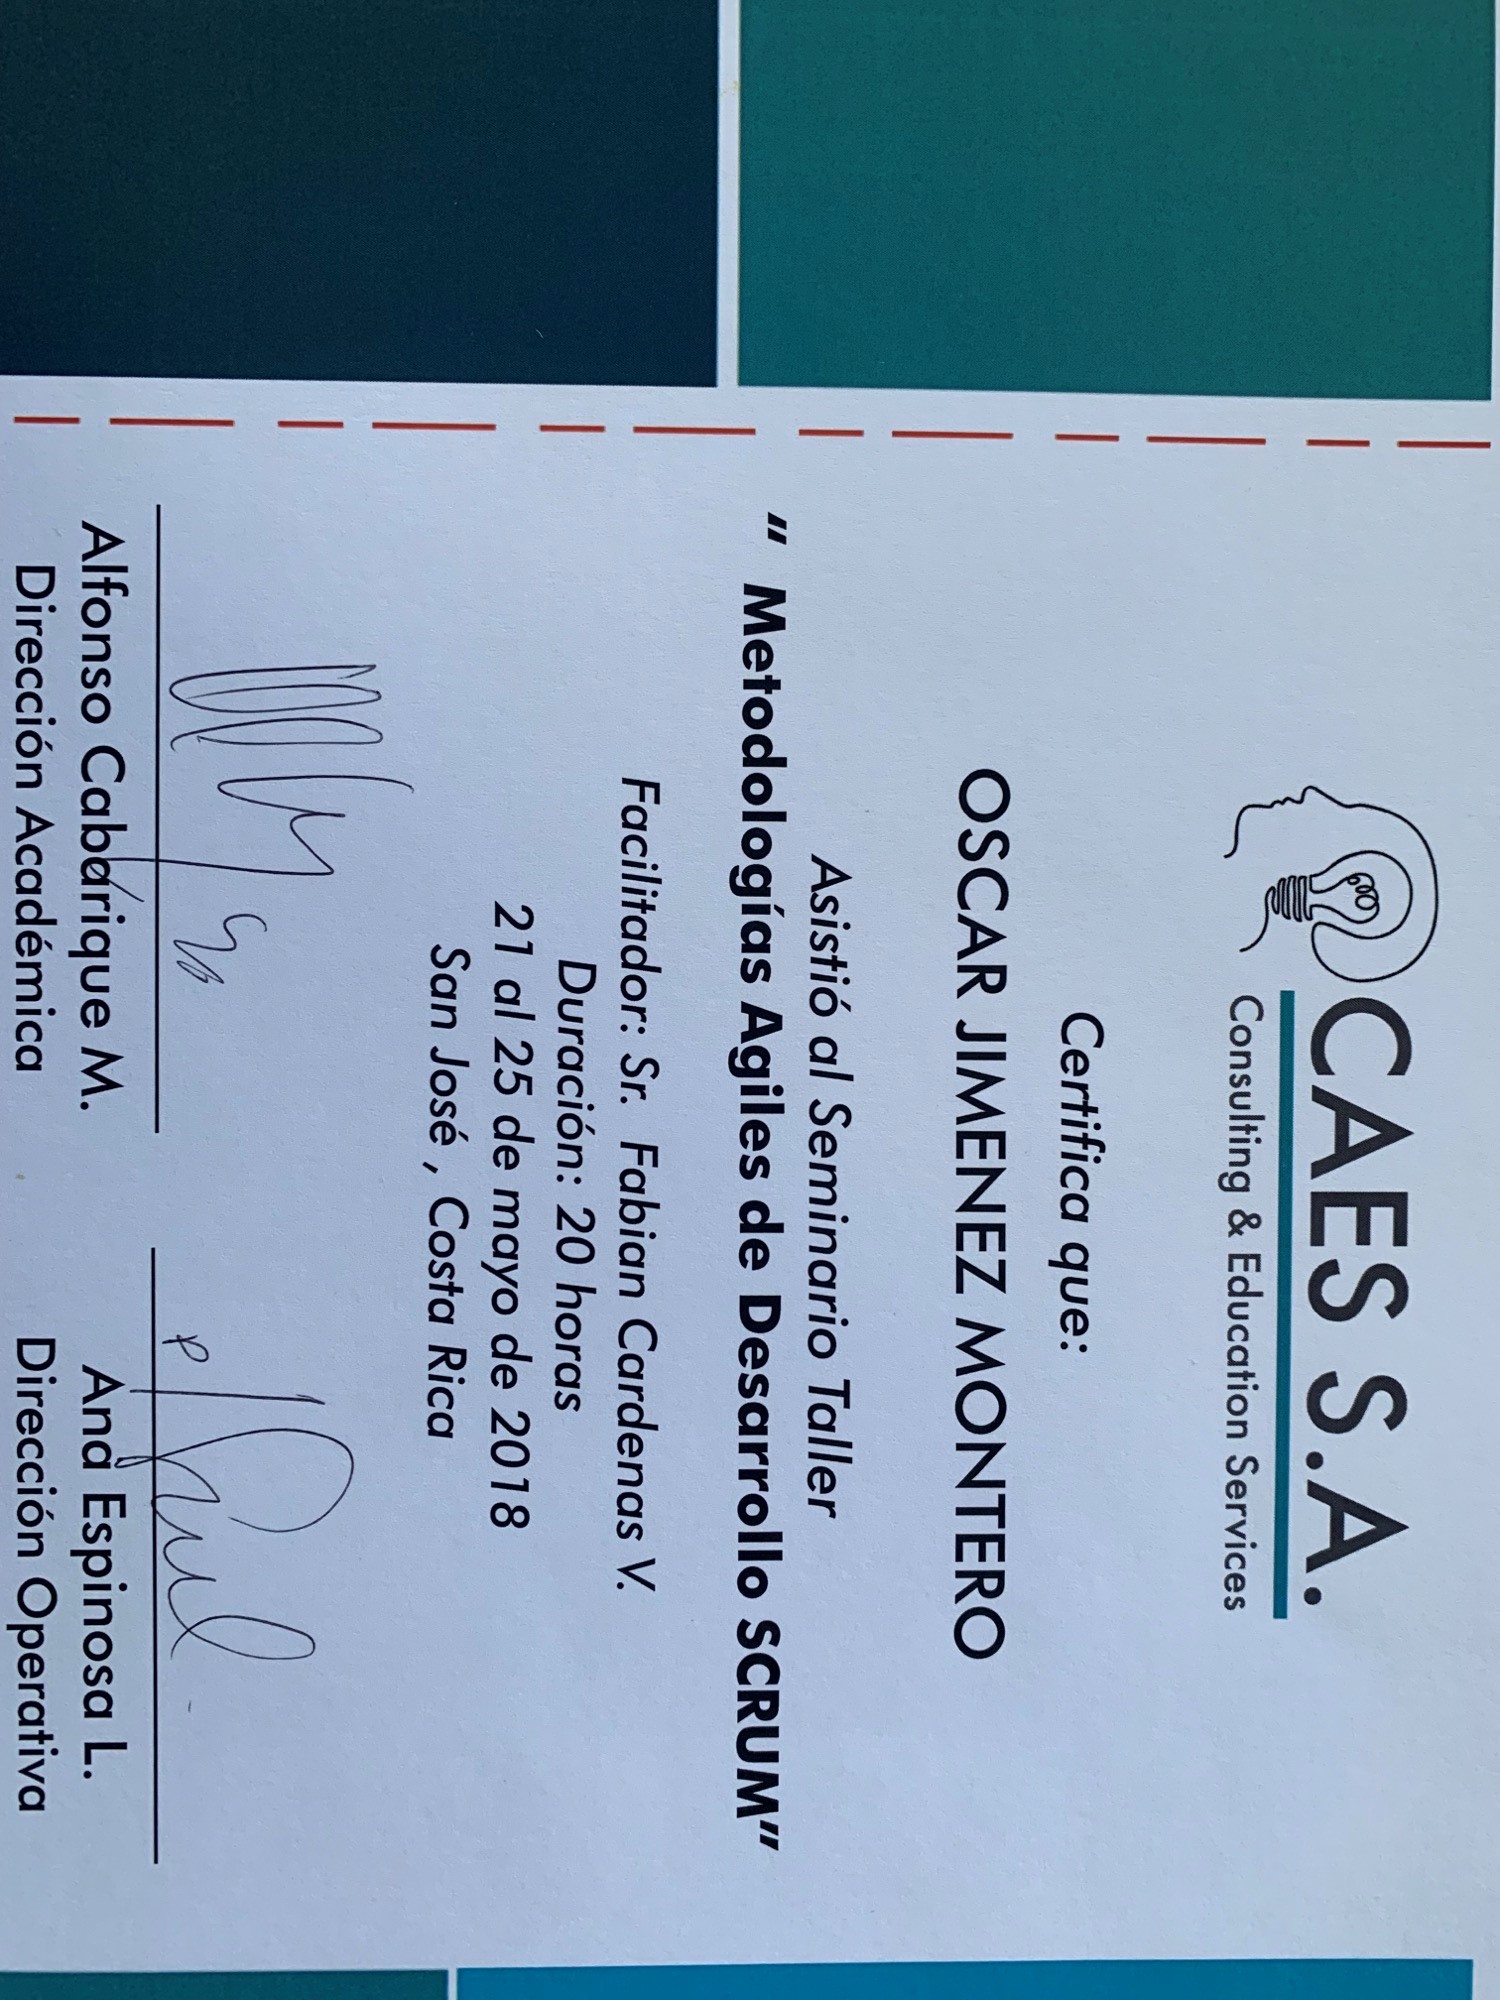 CAES S.A.
Consulting & Education Services
Certifica que:
OSCAR JIMENEZ MONTERO
Asistió al Seminario Taller
“ Metodologías Agiles de Desarrollo SCRUM”
Facilitador: Sr. Fabian Cardenas V.
Duración: 20 horas
21 al 25 de mayo de 2018
San José , Costa Rica
Alfonso Cabarique M.
Dirección Académica
Ana Espinosa L.
Dirección Operativa